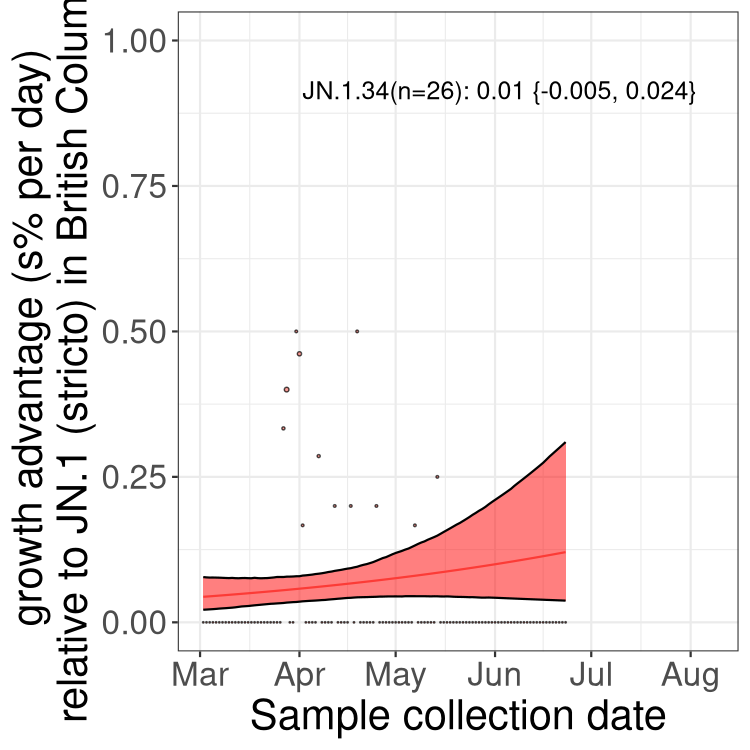 growth advantage (s% per day)
relative to JN.1 (stricto) in British Colum
1.00
0.75
0.50
0.25
0.00
JN.1.34(n=26): 0.01 {-0.005, 0.024}
Mar Apr May Jun Jul Aug
Sample collection date